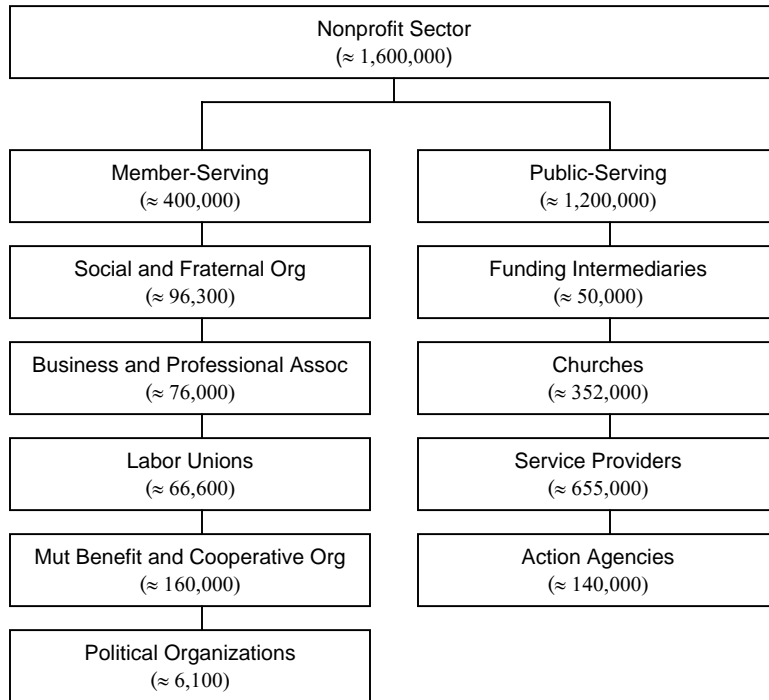 Nonprofit Sector
(≈ 1,600,000)
Member-Serving
(≈ 400,000)
Social and Fraternal Org
(≈ 96,300)
Business and Professional Assoc
(≈ 76,000)
Labor Unions
(≈ 66,600)
Mut Benefit and Cooperative Org
(≈ 160,000)
Political Organizations
(≈ 6,100)
Public-Serving
(≈ 1,200,000)
Funding Intermediaries
(≈ 50,000)
Churches
(≈ 352,000)
Service Providers
(≈ 655,000)
Action Agencies
(≈ 140,000)